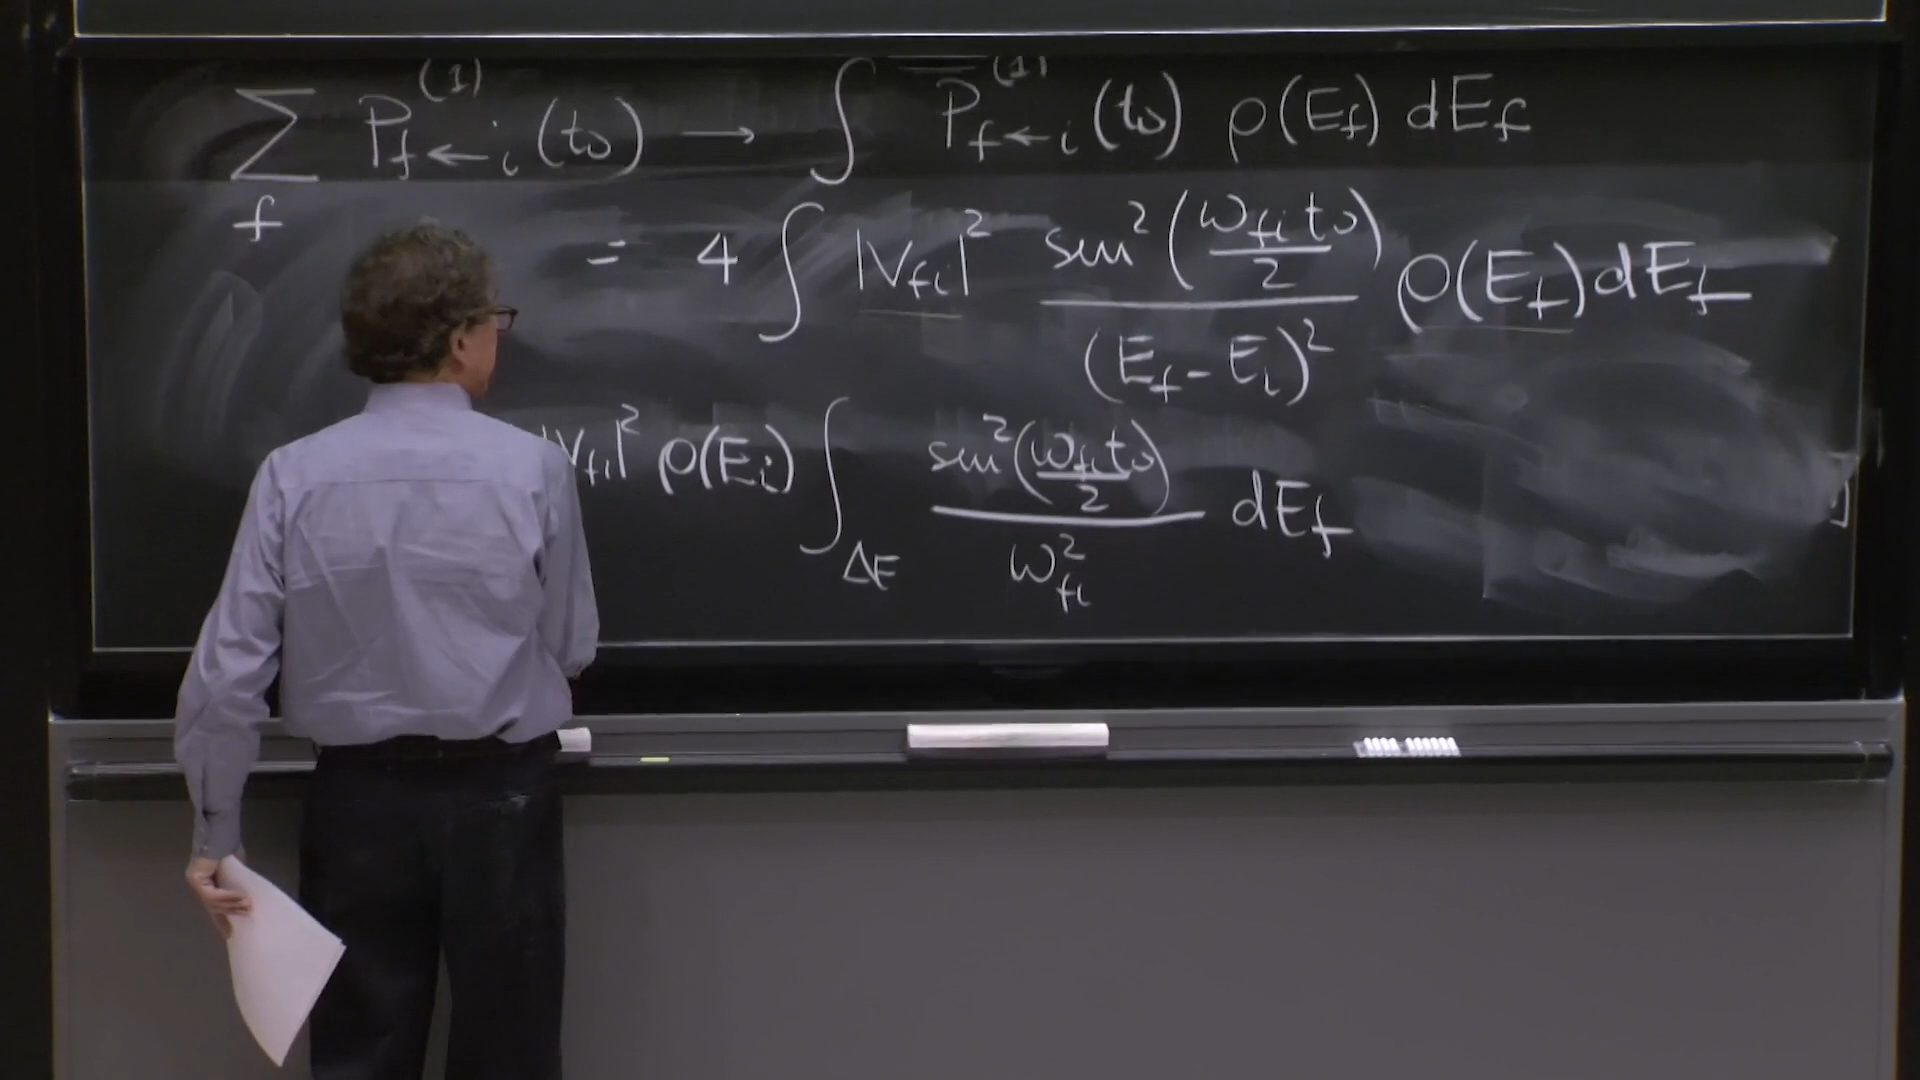 ∑_f P^{(1)}_{f←i}(t₀) → ∫ P^{(1)}_{f←i}(t₀) ρ(E_f) dE_f
= 4 ∫ |V_{fi}|² sin²(ω_{fi}t₀/2) / (E_f - E_i)² ρ(E_f) dE_f
|V_{fi}|² ρ(E_i) ∫_{ΔE} sin²(ω_{fi}t₀/2) / ω²_{fi} dE_f